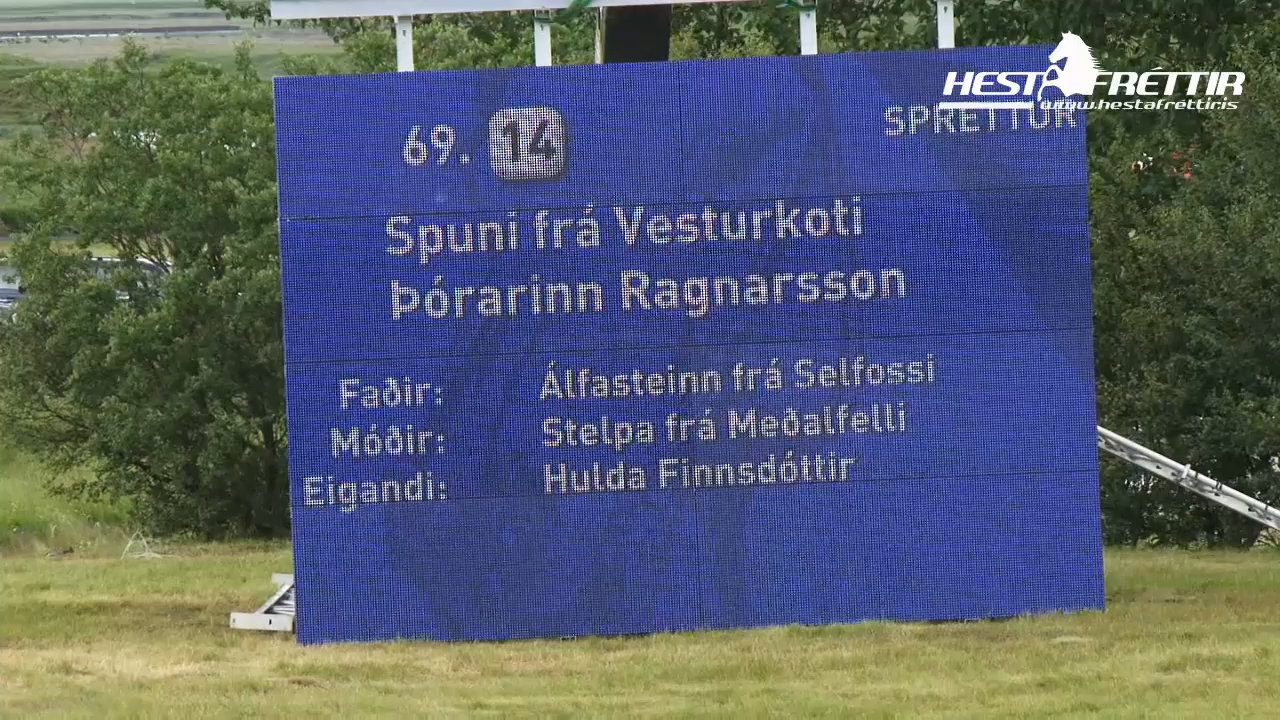 HESTAFRÉTTIR
www.hestafréttir.is
69. 14 SPRETTUR
Spuni frá Vesturkoti
Þórarinn Ragnarsson
Faðir: Álfasteinn frá Selfossi
Móðir: Stelpa frá Meðalfelli
Eigandi: Hulda Finnsdóttir